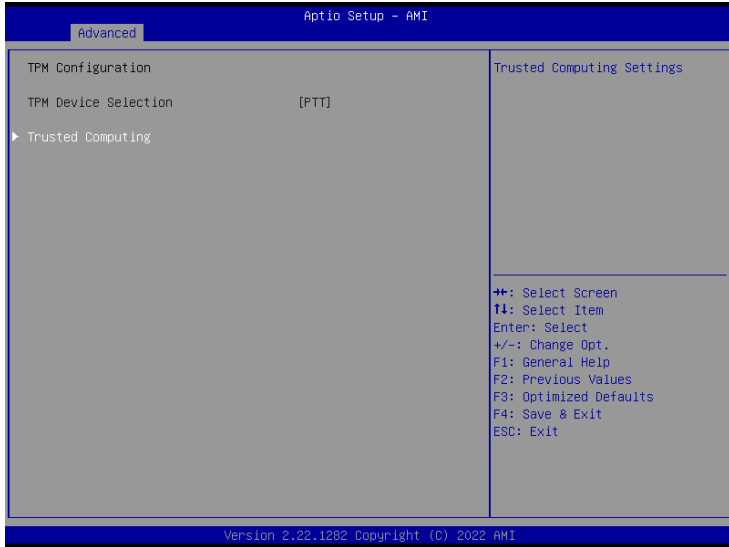 Aptio Setup - AMI
Advanced
TPM Configuration
TPM Device Selection [PTT]
Trusted Computing
Trusted Computing Settings
→←: Select Screen
↑↓: Select Item
Enter: Select
+/-: Change Opt.
F1: General Help
F2: Previous Values
F3: Optimized Defaults
F4: Save & Exit
ESC: Exit
Version 2.22.1282 Copyright (C) 2022 AMI